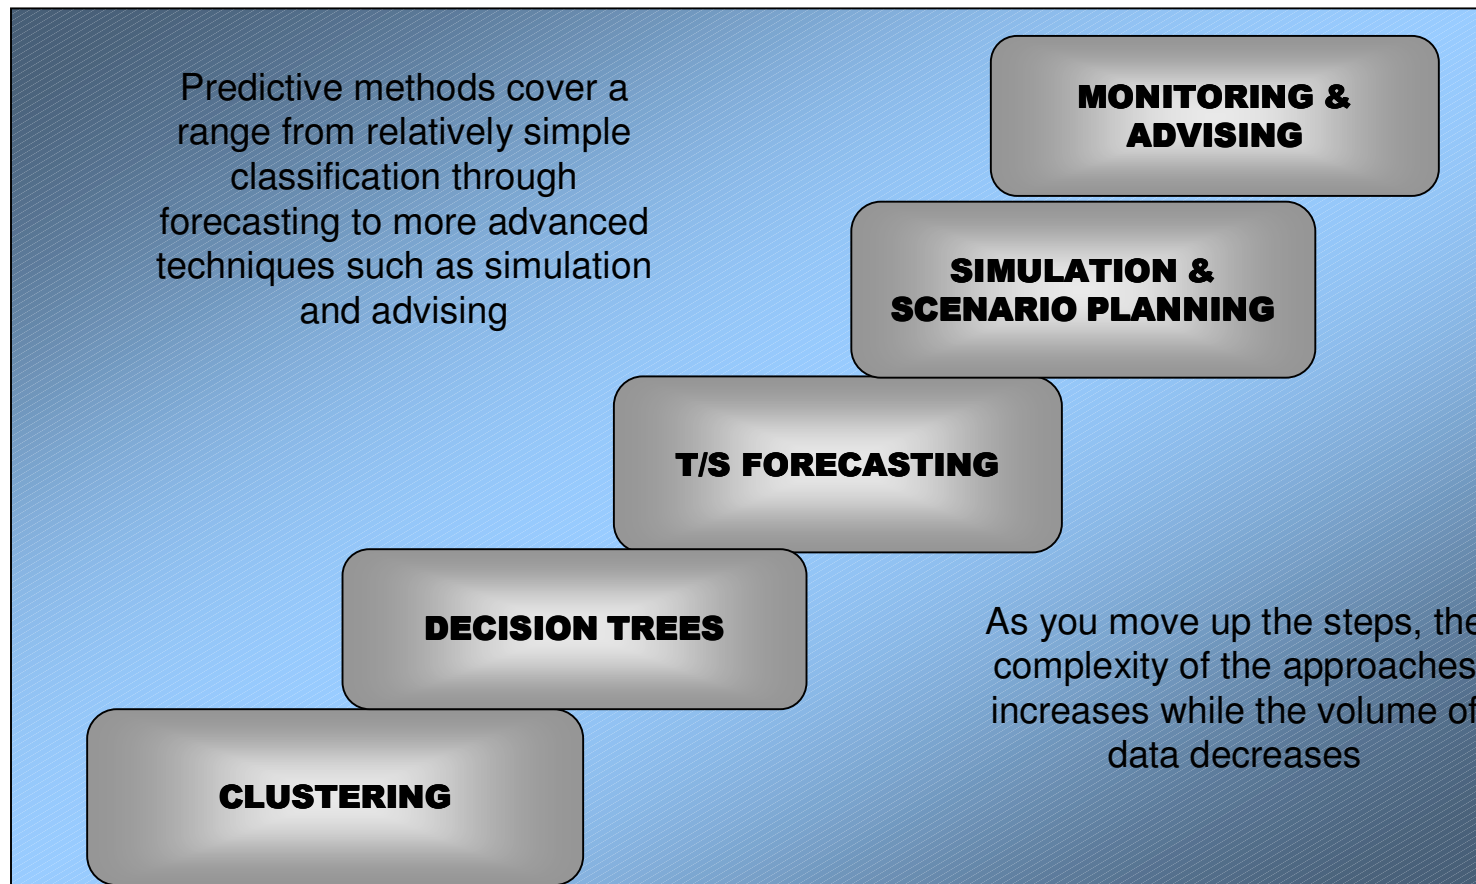 Predictive methods cover a
range from relatively simple
classification through
forecasting to more advanced
techniques such as simulation
and advising
MONITORING &
ADVISING
SIMULATION &
SCENARIO PLANNING
T/S FORECASTING
DECISION TREES
CLUSTERING
As you move up the steps, the
complexity of the approaches
increases while the volume of
data decreases